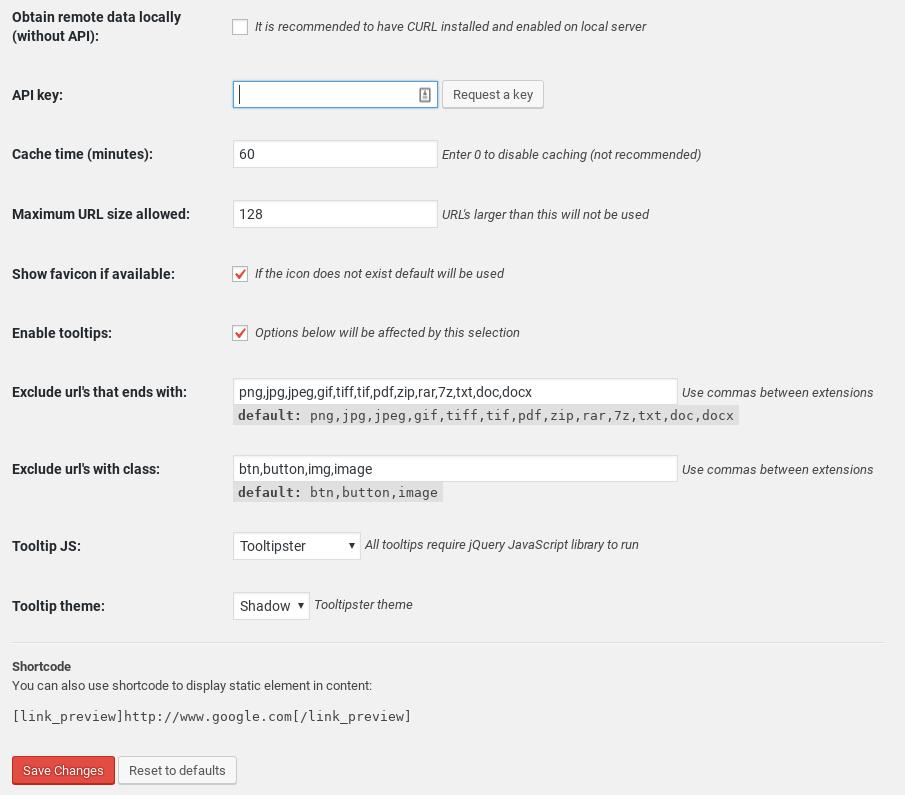 Obtain remote data locally
(without API):
It is recommended to have CURL installed and enabled on local server
API key:
Request a key
Cache time (minutes):
60
Enter 0 to disable caching (not recommended)
Maximum URL size allowed:
128
URL's larger than this will not be used
Show favicon if available:
If the icon does not exist default will be used
Enable tooltips:
Options below will be affected by this selection
Exclude url's that ends with:
png,jpg,jpeg,gif,tiff,tif,pdf,zip,rar,7z,txt,doc,docx
Use commas between extensions
default: png,jpg,jpeg,gif,tiff,tif,pdf,zip,rar,7z,txt,doc,docx
Exclude url's with class:
btn,button,img,image
Use commas between extensions
default: btn,button,image
Tooltip JS:
Tooltipster
All tooltips require jQuery JavaScript library to run
Tooltip theme:
Shadow
Tooltipster theme
Shortcode
You can also use shortcode to display static element in content:
[link_preview]http://www.google.com[/link_preview]
Save Changes
Reset to defaults